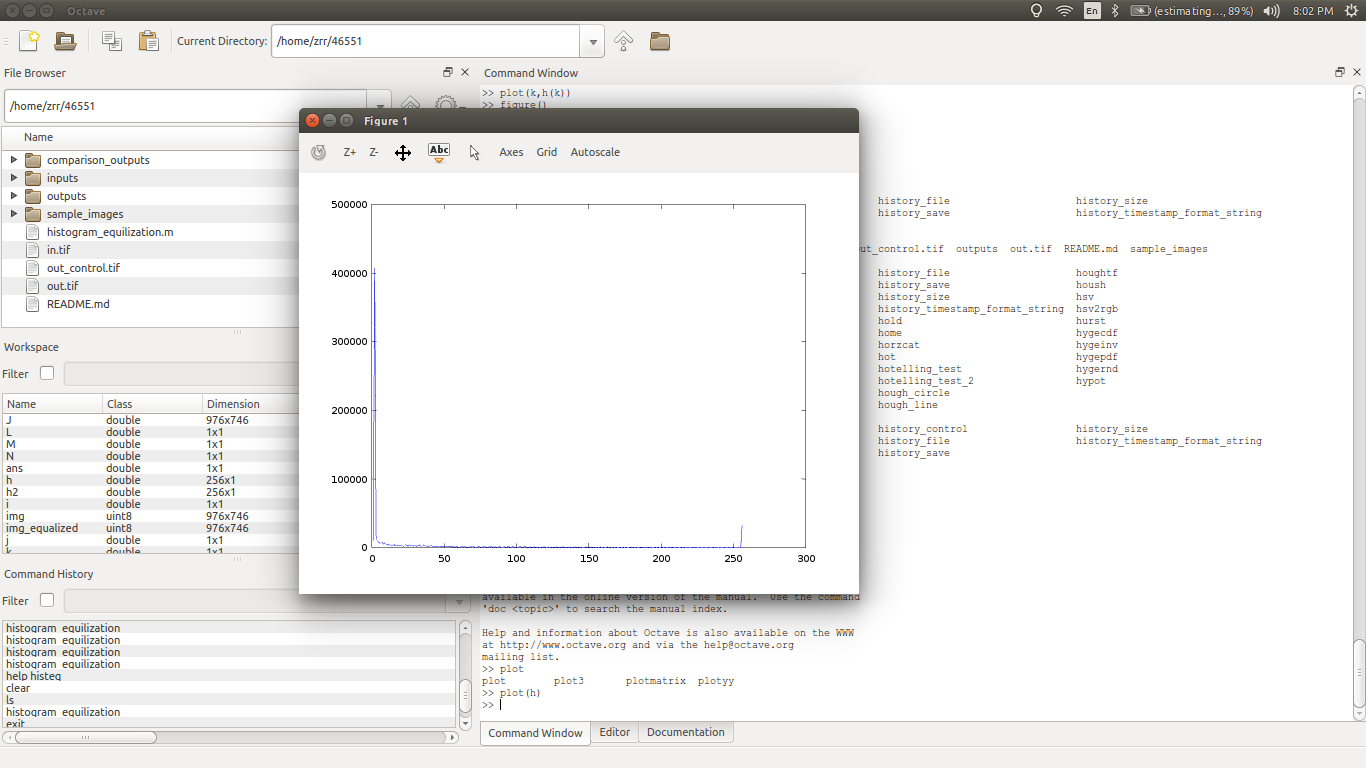 Octave
En
(estimating..., 89%)
8:02 PM
Current Directory:
/home/zrr/46551
File Browser
/home/zrr/46551
Name
comparison_outputs
inputs
outputs
sample_images
histogram_equilization.m
in.tif
out_control.tif
out.tif
README.md
Workspace
Filter
Name Class Dimension
J double 976x746
L double 1x1
M double 1x1
N double 1x1
ans double 1x1
h double 256x1
h2 double 256x1
i double 1x1
img uint8 976x746
img_equalized uint8 976x746
j double 1x1
k double 1x1
Command History
Filter
histogram_equilization
histogram_equilization
histogram_equilization
histogram_equilization
help histeq
clear
ls
histogram_equilization
exit
Figure 1
Z+ Z- Abc Axes Grid Autoscale
500000
400000
300000
200000
100000
0
0 50 100 150 200 250 300
Command Window
>> plot(k,h(k))
>> figure()
history_file history_size
history_save history_timestamp_format_string
out_control.tif outputs out.tif README.md sample_images
history_file houghtf
history_save housh
history_size hsv
history_timestamp_format_string hsv2rgb
hold hurst
home hygecdf
horzcat hygeinv
hot hygepdf
hotelling_test hygernd
hotelling_test_2 hypot
hough_circle
hough_line
history_control history_size
history_file history_timestamp_format_string
history_save
available in the online version of the manual. Use the command
'doc <topic>' to search the manual index.
Help and information about Octave is also available on the WWW
at http://www.octave.org and via the help@octave.org
mailing list.
>> plot
plot plot3 plotmatrix plotyy
>> plot(h)
>>
Command Window Editor Documentation